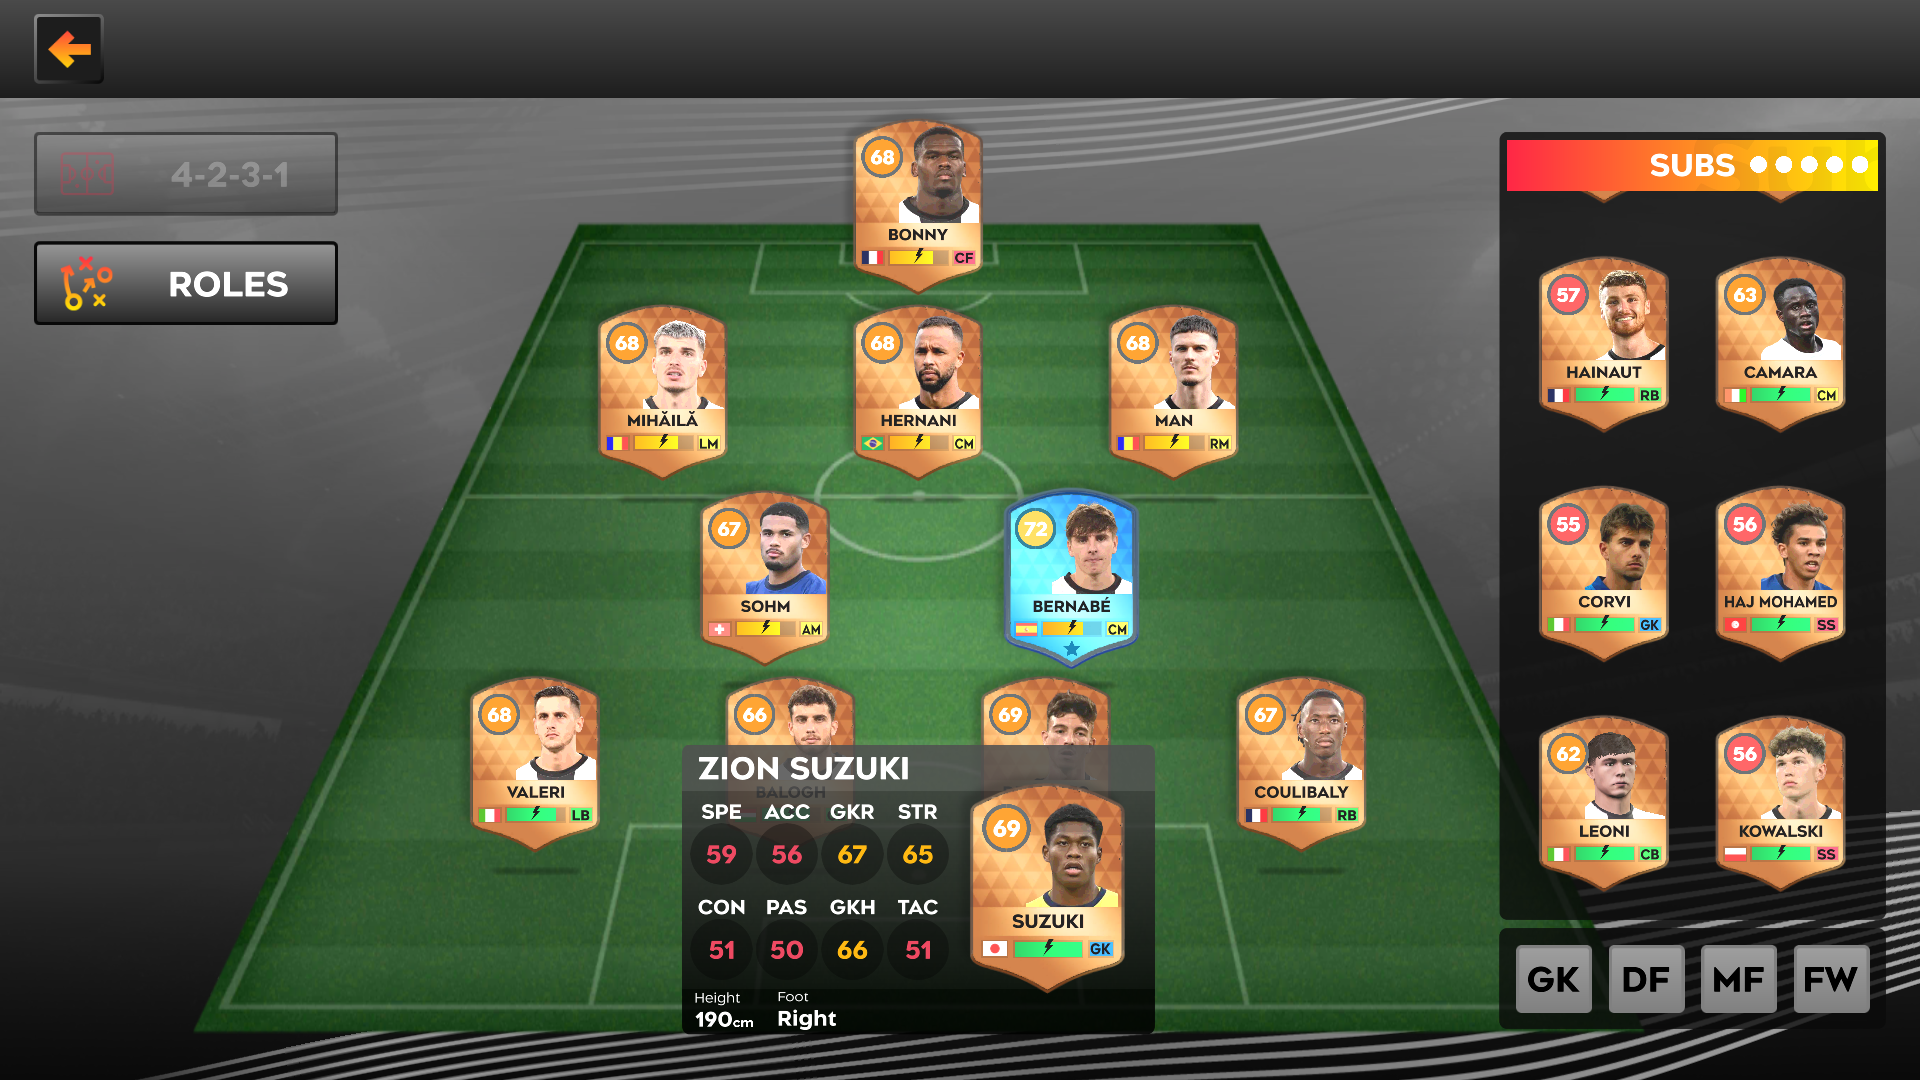 4-2-3-1
ROLES
68
BONNY
CF
68
MIHĂILĂ
LM
68
HERNANI
CM
68
MAN
RM
67
SOHM
AM
72
BERNABÉ
CM
68
VALERI
LB
66
BALOGH
69
67
COULIBALY
RB
ZION SUZUKI
SPE ACC GKR STR
59 56 67 65
CON PAS GKH TAC
51 50 66 51
Height Foot
190cm Right
69
SUZUKI
GK
SUBS
57
HAINAUT
RB
63
CAMARA
CM
55
CORVI
GK
56
HAJ MOHAMED
SS
62
LEONI
CB
56
KOWALSKI
SS
GK DF MF FW